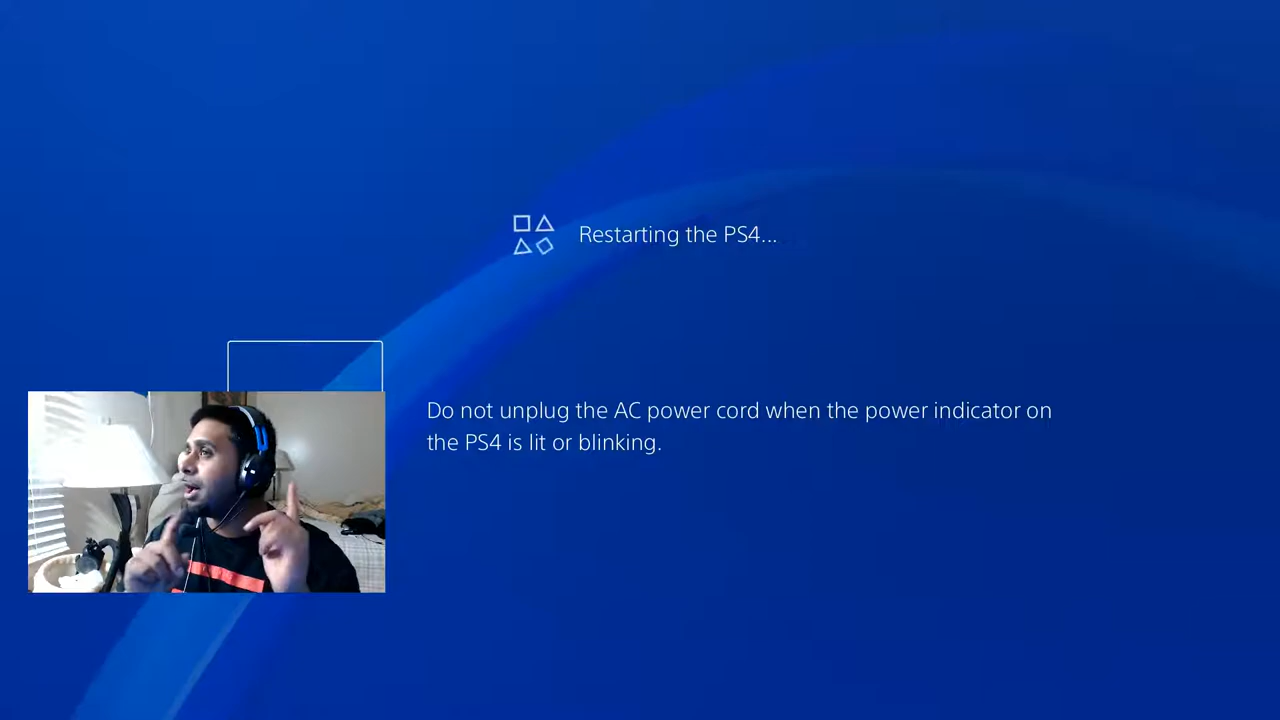 Restarting the PS4...
Do not unplug the AC power cord when the power indicator on
the PS4 is lit or blinking.